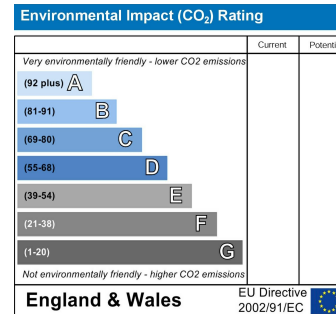 Environmental Impact (CO₂) Rating
Current Potenti
Very environmentally friendly - lower CO2 emissions
(92 plus) A
(81-91) B
(69-80) C
(55-68) D
(39-54) E
(21-38) F
(1-20) G
Not environmentally friendly - higher CO2 emissions
England & Wales
EU Directive
2002/91/EC